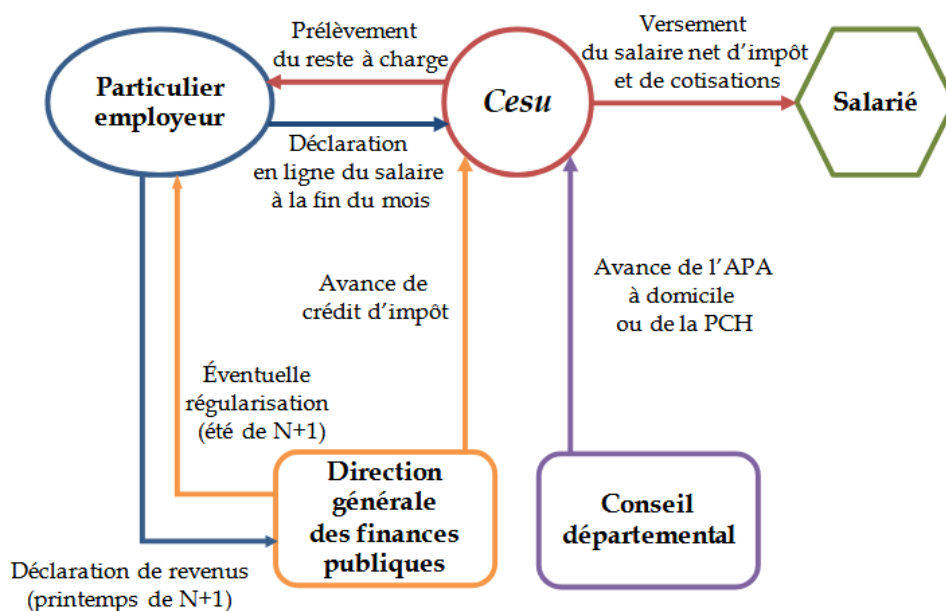 Prélèvement
du reste à charge
Versement
du salaire net d’impôt
et de cotisations
Particulier
employeur
Cesu
Salarié
Déclaration
en ligne du salaire
à la fin du mois
Avance de
crédit d’impôt
Avance de l’APA
à domicile
ou de la PCH
Éventuelle
régularisation
(été de N+1)
Direction
générale
des finances
publiques
Conseil
départemental
Déclaration de revenus
(printemps de N+1)